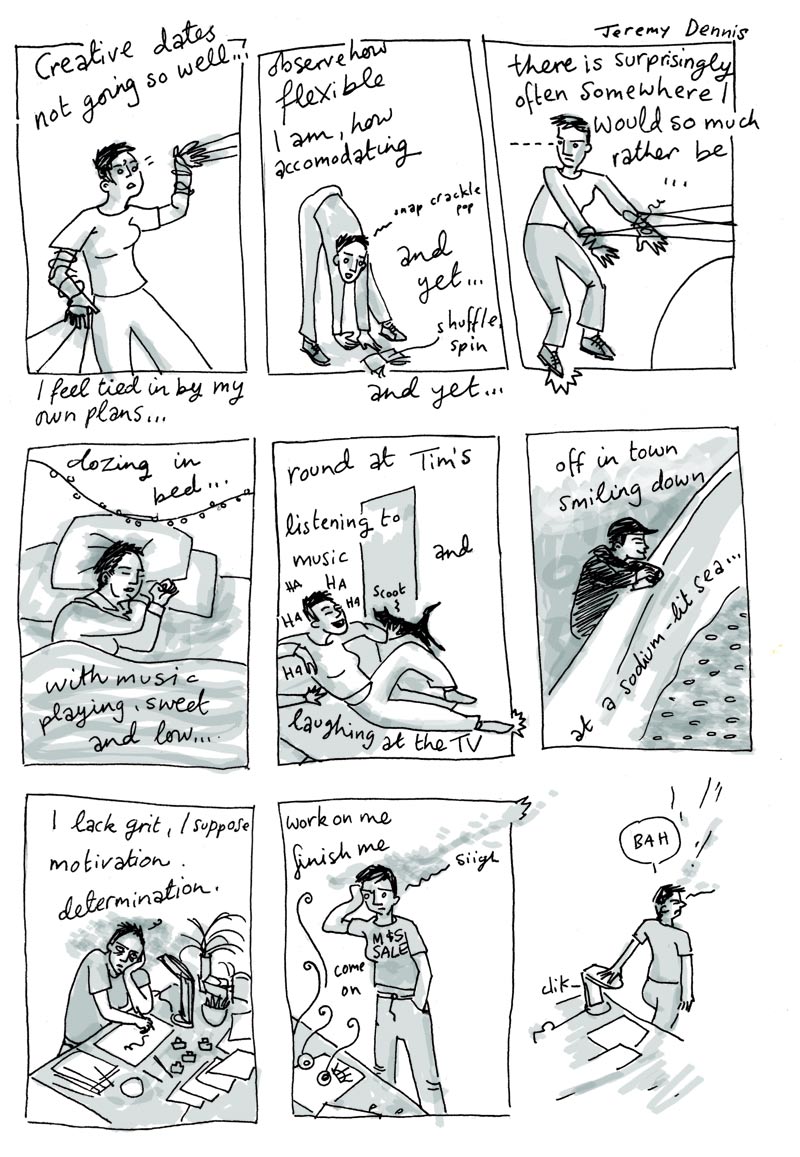 Jeremy Dennis
Creative dates
not going so well...
I feel tied in by my
own plans...
observe how
flexible
I am, how
accomodating
snap crackle
pop
and
yet...
shuffle
spin
and yet...
there is surprisingly
often somewhere I
would so much
rather be
...
dozing in
bed...
with music
playing, sweet
and low...
round at Tim's
listening to
music
and
HA
HA
HA
HA
HAH
scoot
laughing at the TV
off in town
smiling down
at a sodium-lit sea...
I lack grit, I suppose
motivation.
determination.
work on me
finish me
siigh
M&S
SALE
come
on
BAH
clik